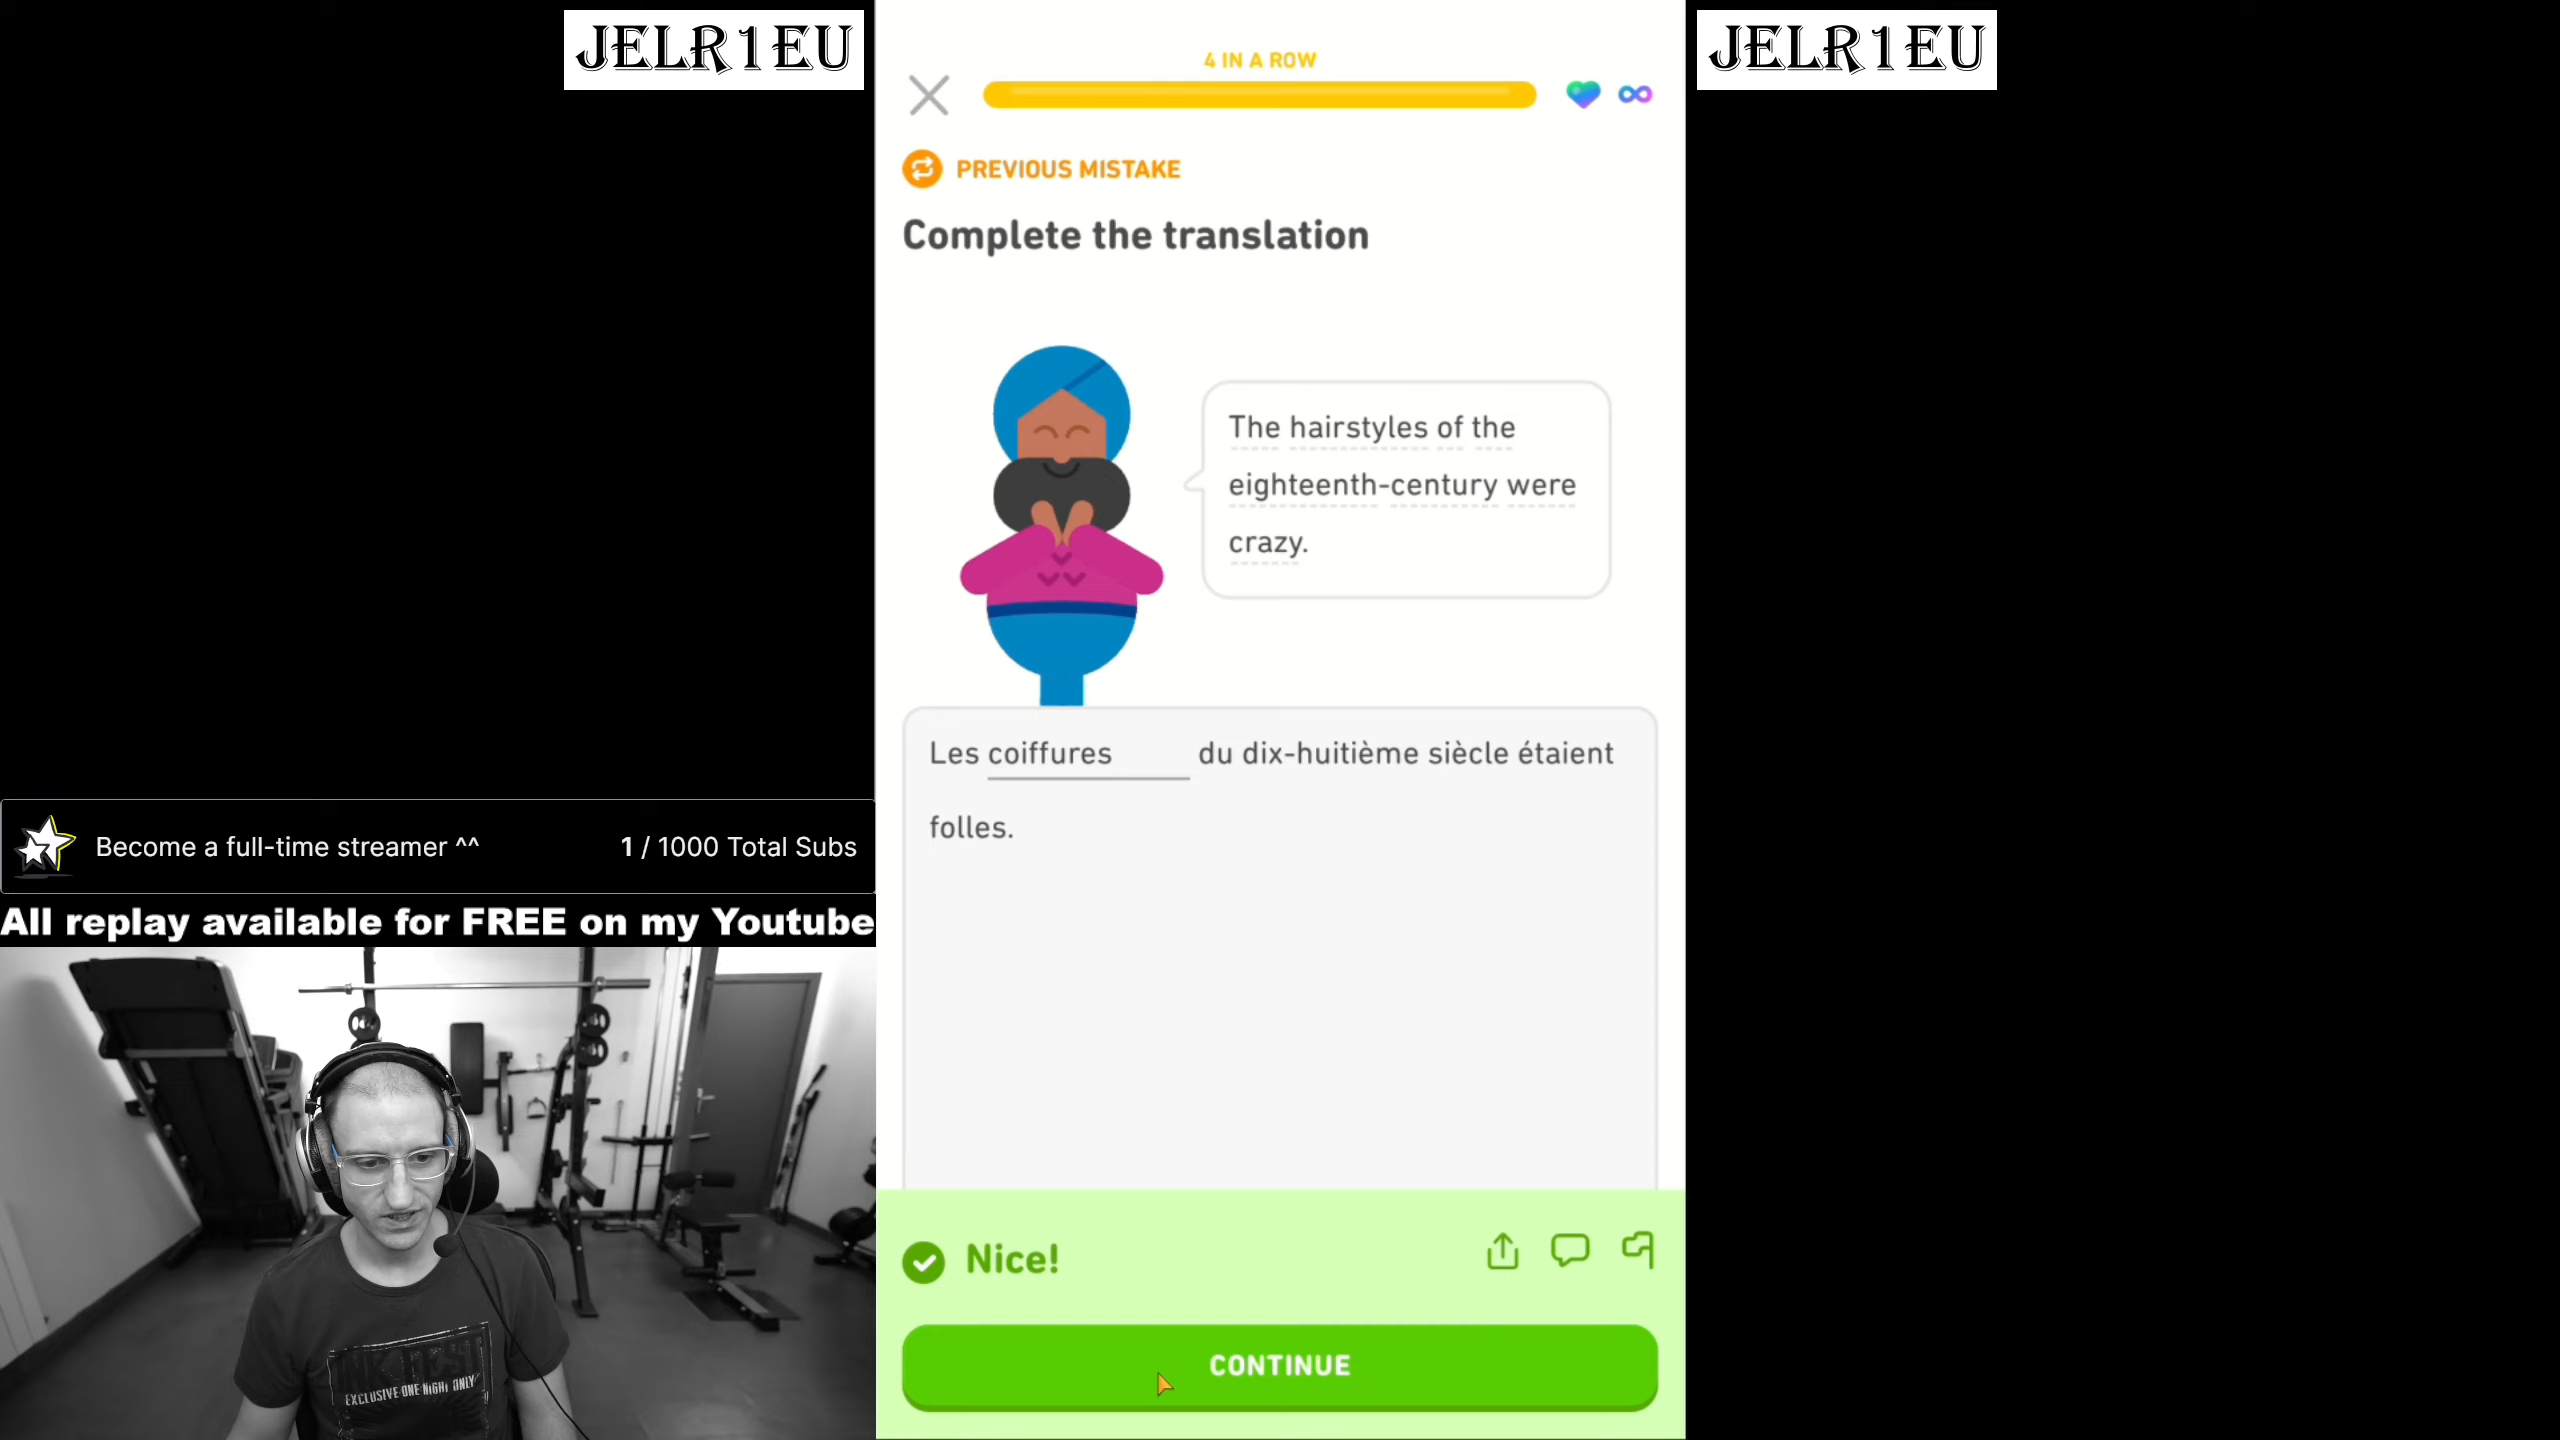 JELR1EU
JELR1EU
4 IN A ROW
PREVIOUS MISTAKE
Complete the translation
The hairstyles of the
eighteenth-century were
crazy.
Les coiffures du dix-huitième siècle étaient
folles.
Become a full-time streamer ^^ 1 / 1000 Total Subs
All replay available for FREE on my Youtube
EXCLUSIVE ONE NIGHT ONLY
Nice!
CONTINUE